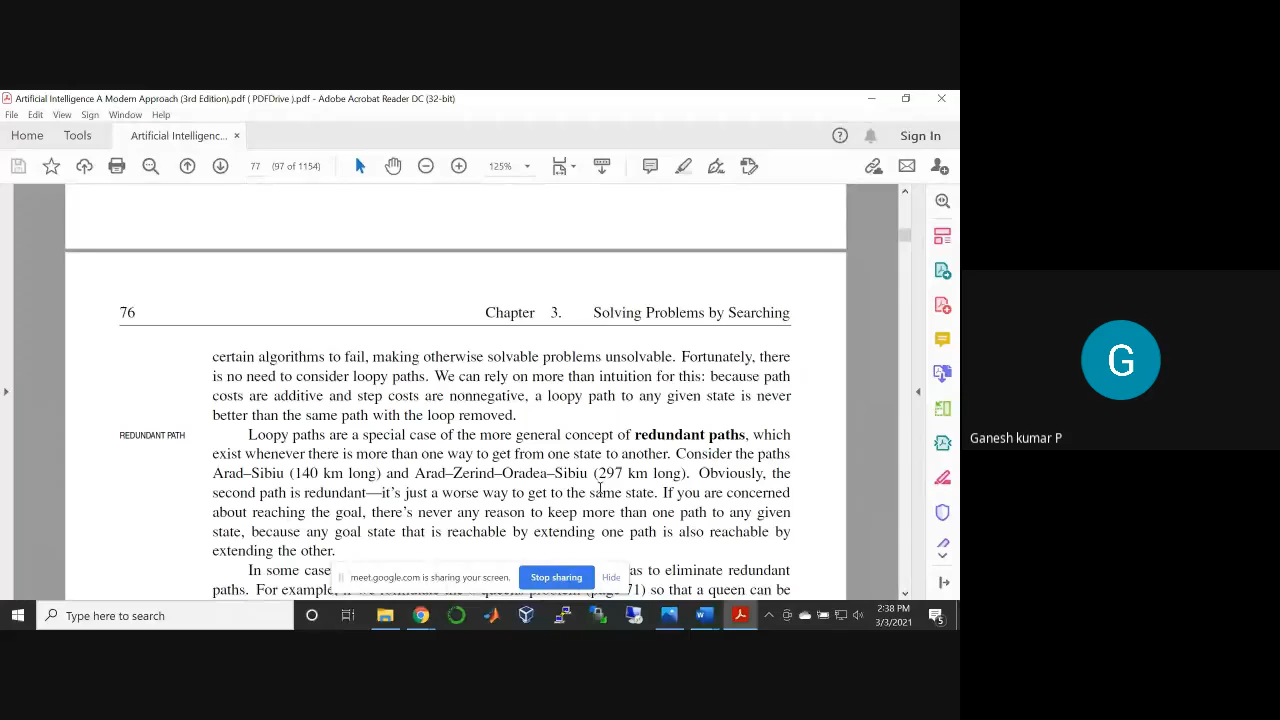 Artificial Intelligence A Modern Approach (3rd Edition).pdf ( PDFDrive ).pdf - Adobe Acrobat Reader DC (32-bit)
File Edit View Sign Window Help
Home Tools Artificial Intelligenc... × Sign In
77 (97 of 1154) 125%
76 Chapter 3. Solving Problems by Searching
certain algorithms to fail, making otherwise solvable problems unsolvable. Fortunately, there
is no need to consider loopy paths. We can rely on more than intuition for this: because path
costs are additive and step costs are nonnegative, a loopy path to any given state is never
better than the same path with the loop removed.
REDUNDANT PATH Loopy paths are a special case of the more general concept of redundant paths, which
exist whenever there is more than one way to get from one state to another. Consider the paths
Arad–Sibiu (140 km long) and Arad–Zerind–Oradea–Sibiu (297 km long). Obviously, the
second path is redundant—it's just a worse way to get to the same state. If you are concerned
about reaching the goal, there's never any reason to keep more than one path to any given
state, because any goal state that is reachable by extending one path is also reachable by
extending the other.
In some case as to eliminate redundant
paths. For example, 71) so that a queen can be
meet.google.com is sharing your screen. Stop sharing Hide
Type here to search
2:38 PM
3/3/2021
5
G
Ganesh kumar P